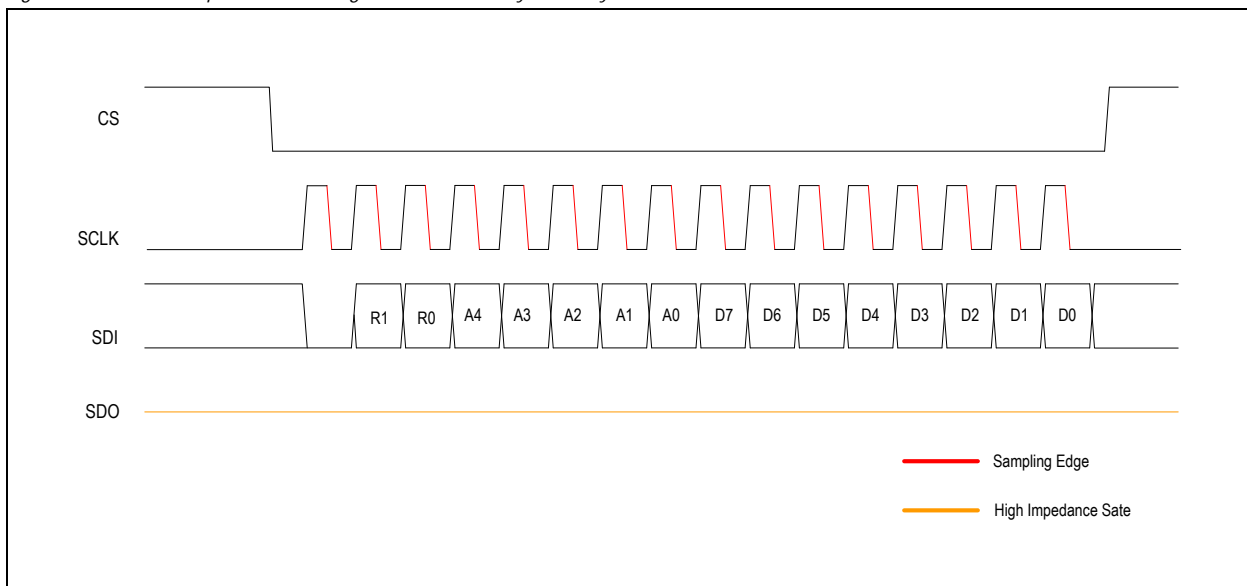 CS
SCLK
SDI
R1 R0 A4 A3 A2 A1 A0 D7 D6 D5 D4 D3 D2 D1 D0
SDO
Sampling Edge
High Impedance Sate